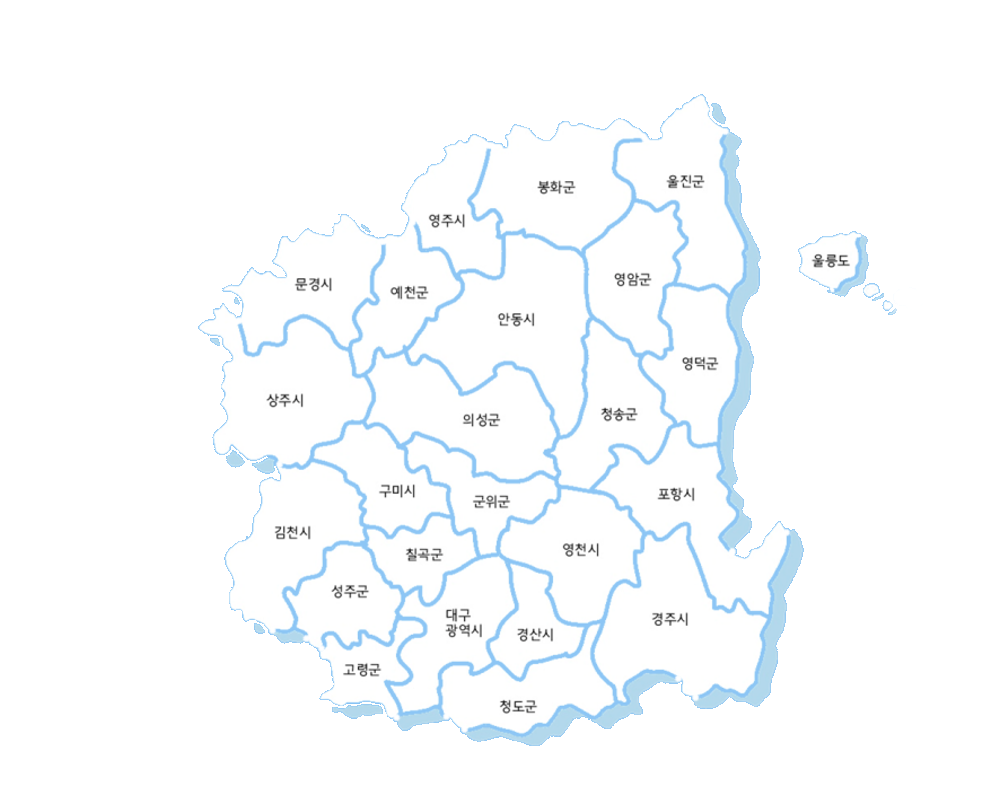 봉화군
울진군
영주시
울릉도
영암군
문경시
예천군
안동시
영덕군
상주시
청송군
의성군
구미시
포항시
군위군
김천시
영천시
칠곡군
성주군
대구
광역시
경주시
경산시
고령군
청도군